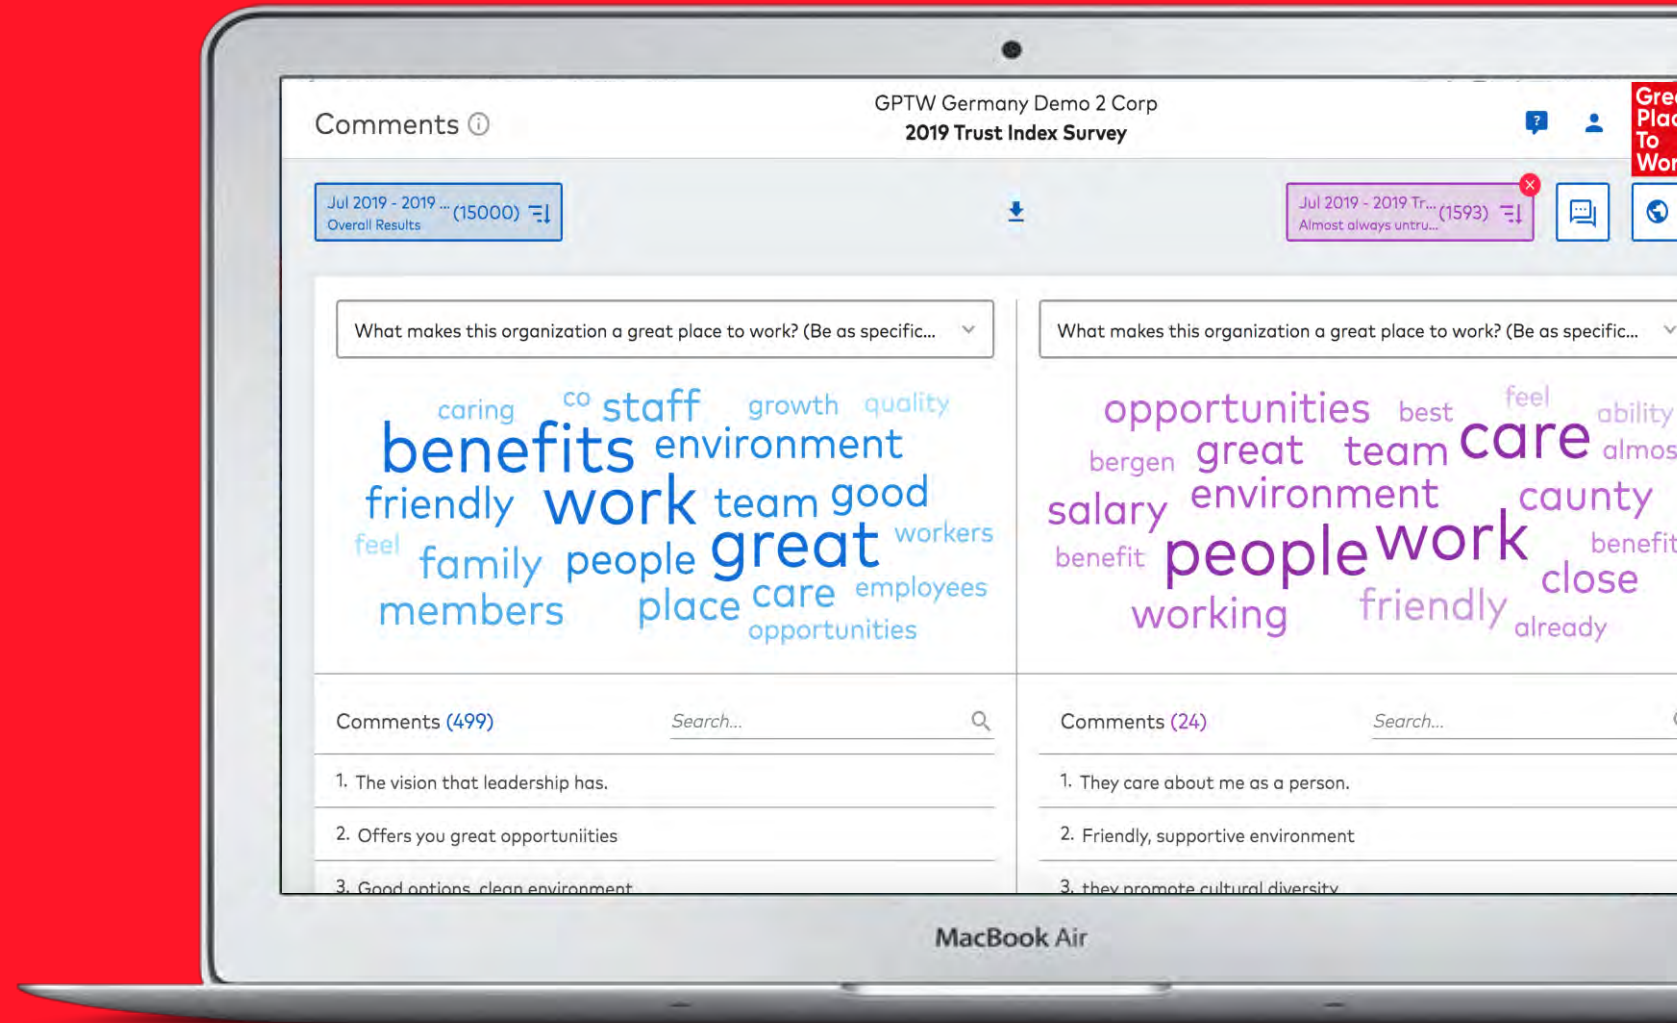 GPTW Germany Demo 2 Corp
Comments
2019 Trust Index Survey
?
Great
Place
To
Work
Jul 2019 - 2019 ... (15000)
Overall Results
Jul 2019 - 2019 Tr... (1593)
Almost always untru...
What makes this organization a great place to work? (Be as specific...
caring co staff growth quality
benefits environment
friendly work team good
feel family people great workers
members place care employees
opportunities
What makes this organization a great place to work? (Be as specific...
opportunities best feel ability
bergen great team care almos
salary environment caunty
benefit people work benefit
working friendly close
already
Comments (499) Search...
1. The vision that leadership has.
2. Offers you great opportuniities
3. Good options, clean environment
Comments (24) Search...
1. They care about me as a person.
2. Friendly, supportive environment
3. they promote cultural diversity
MacBook Air